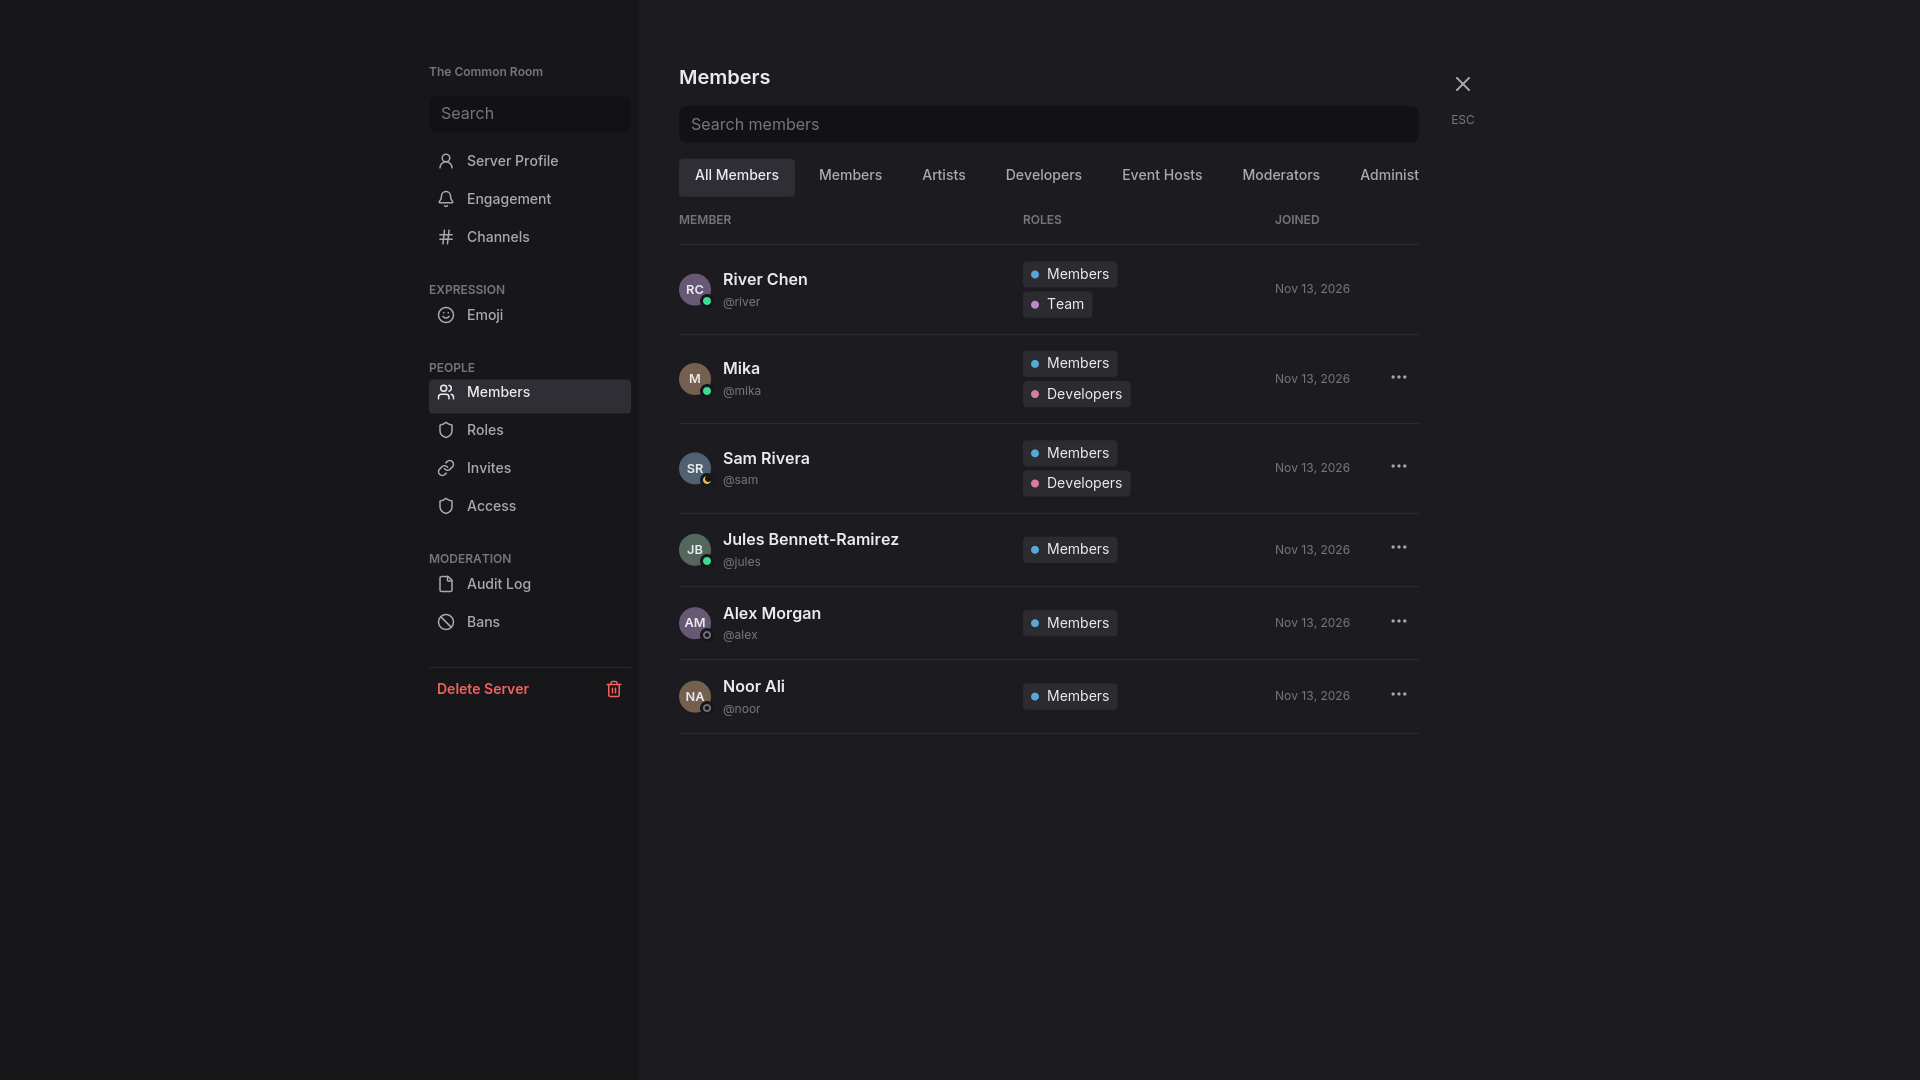 The Common Room
Search
Server Profile
Engagement
Channels
EXPRESSION
Emoji
PEOPLE
Members
Roles
Invites
Access
MODERATION
Audit Log
Bans
Delete Server
Members
ESC
Search members
All Members Members Artists Developers Event Hosts Moderators Administ
MEMBER ROLES JOINED
RC River Chen
@river
Members
Team
Nov 13, 2026
M Mika
@mika
Members
Developers
Nov 13, 2026
SR Sam Rivera
@sam
Members
Developers
Nov 13, 2026
JB Jules Bennett-Ramirez
@jules
Members
Nov 13, 2026
AM Alex Morgan
@alex
Members
Nov 13, 2026
NA Noor Ali
@noor
Members
Nov 13, 2026